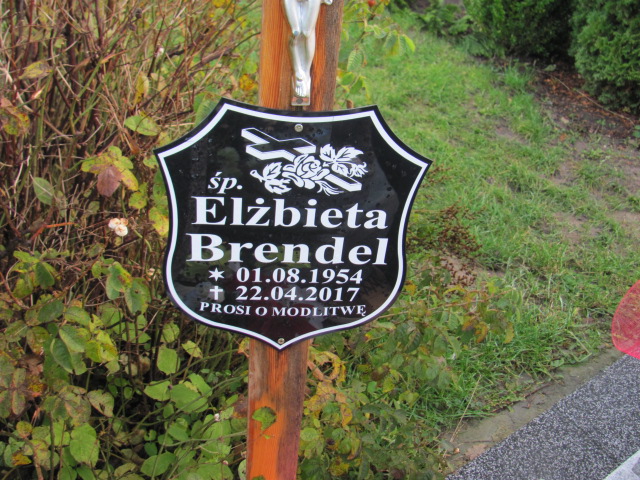 śp.
Elżbieta
Brendel
✶ 01.08.1954
✝ 22.04.2017
PROSI O MODLITWĘ